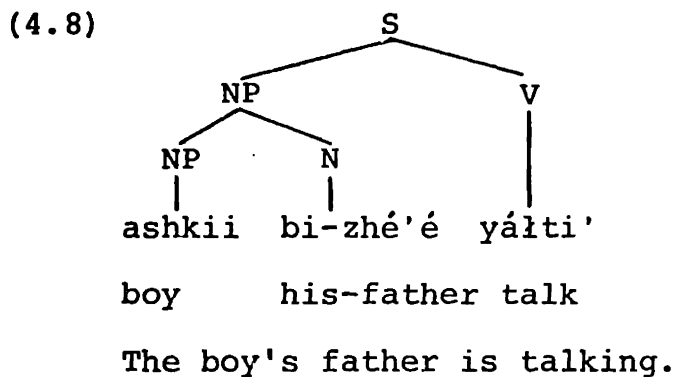 (4.8) S
NP V
NP N
ashkii bi-zhé'é yáłti'
boy his-father talk
The boy's father is talking.